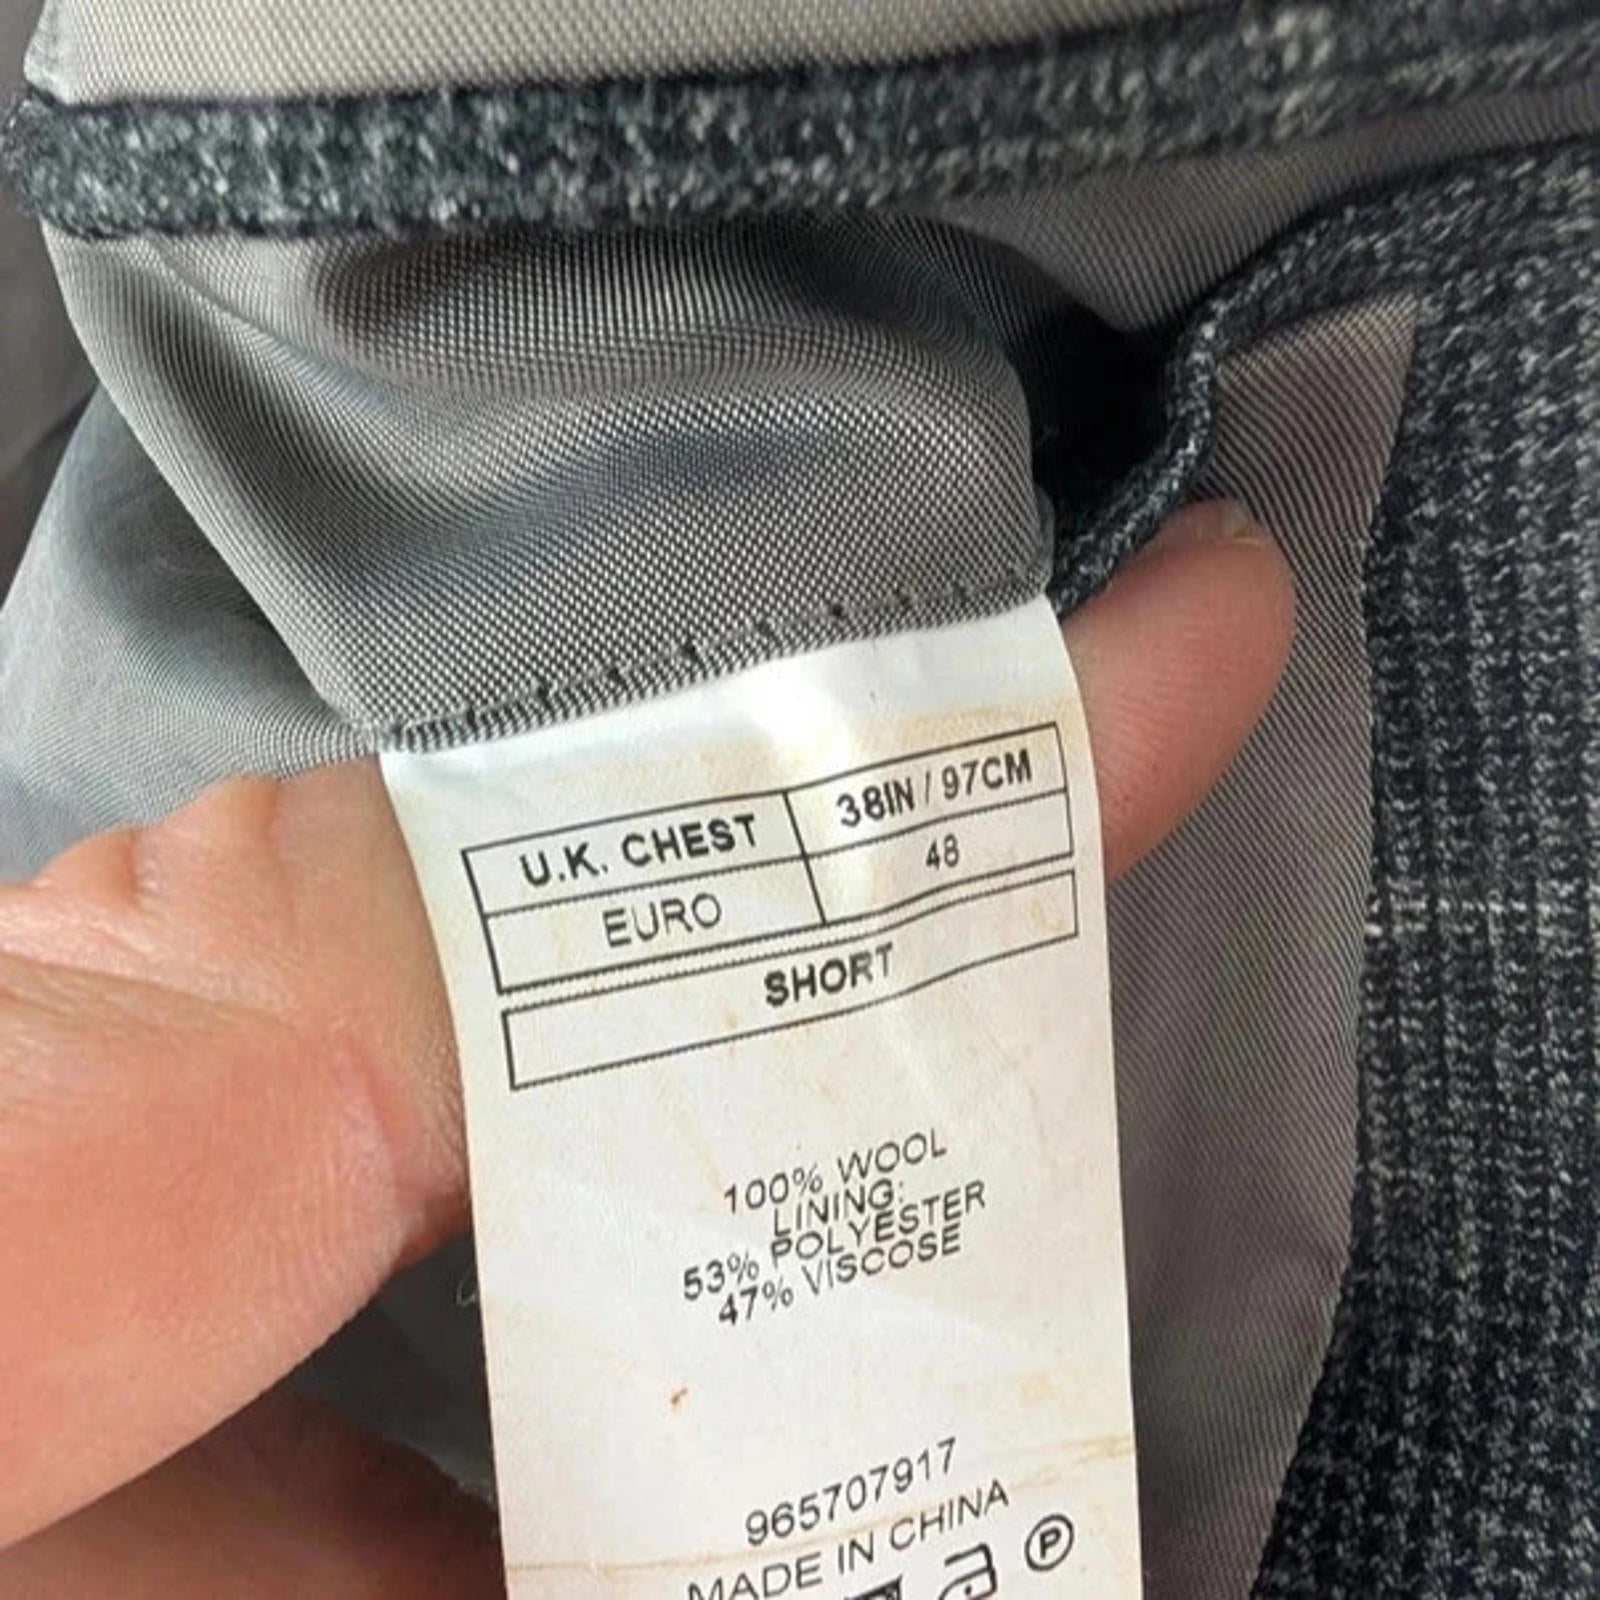 U.K. CHEST 38IN / 97CM
EURO 48
SHORT
100% WOOL
LINING:
53% POLYESTER
47% VISCOSE
965707917
MADE IN CHINA
P